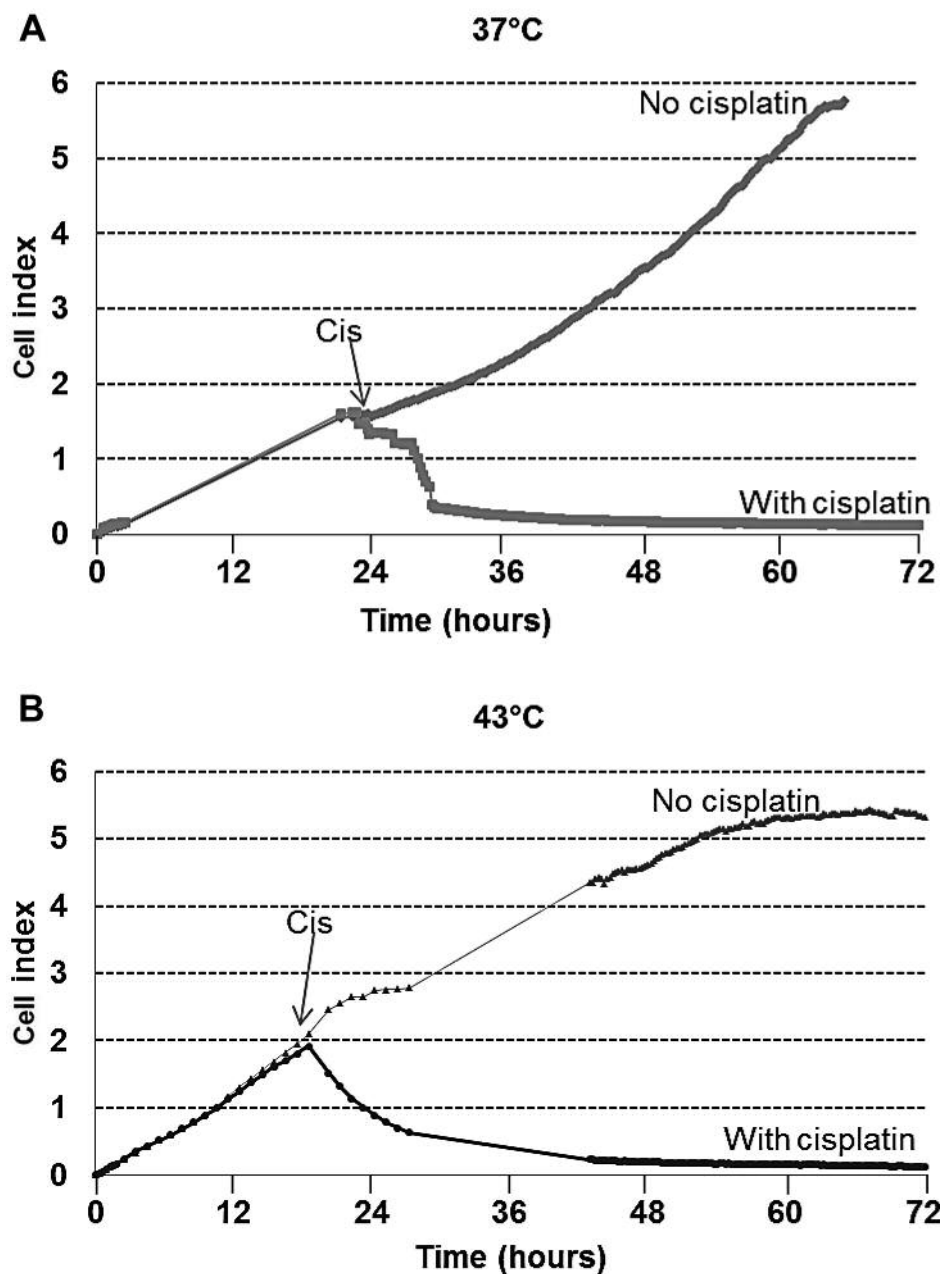 A
37°C
6
No cisplatin
5
4
Cell index
3
Cis
2
1
With cisplatin
0
0 12 24 36 48 60 72
Time (hours)
B
43°C
6
No cisplatin
5
4
Cis
Cell index
3
2
1
With cisplatin
0
0 12 24 36 48 60 72
Time (hours)